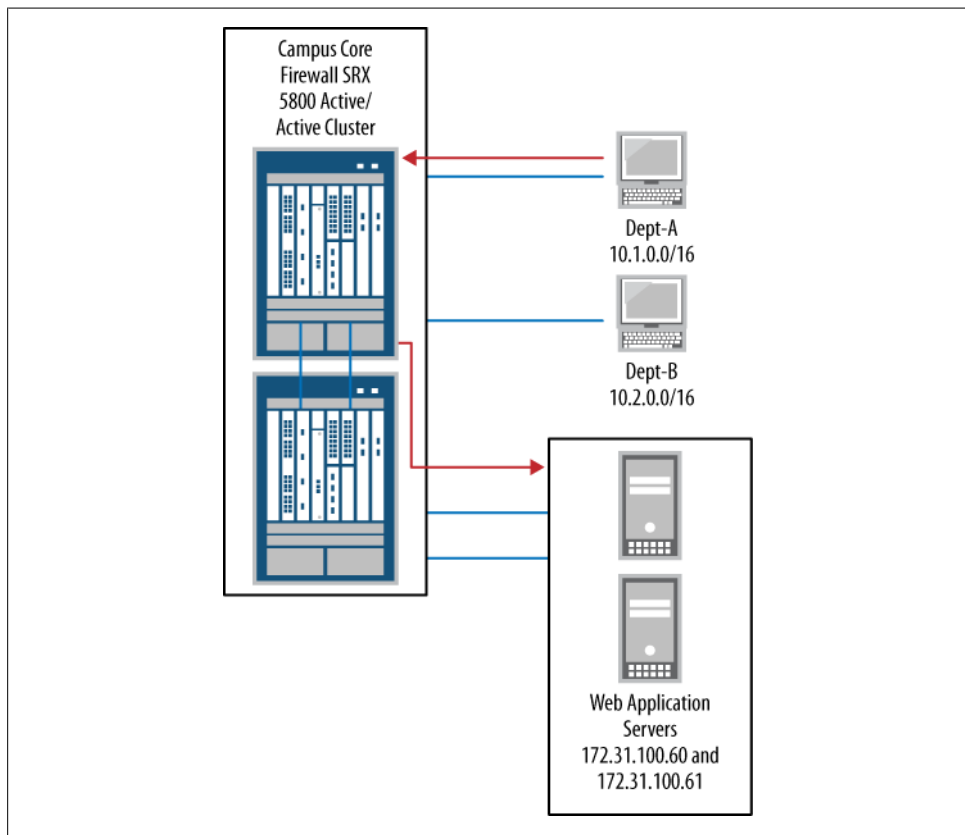 Campus Core
Firewall SRX
5800 Active/
Active Cluster
Dept-A
10.1.0.0/16
Dept-B
10.2.0.0/16
Web Application
Servers
172.31.100.60 and
172.31.100.61